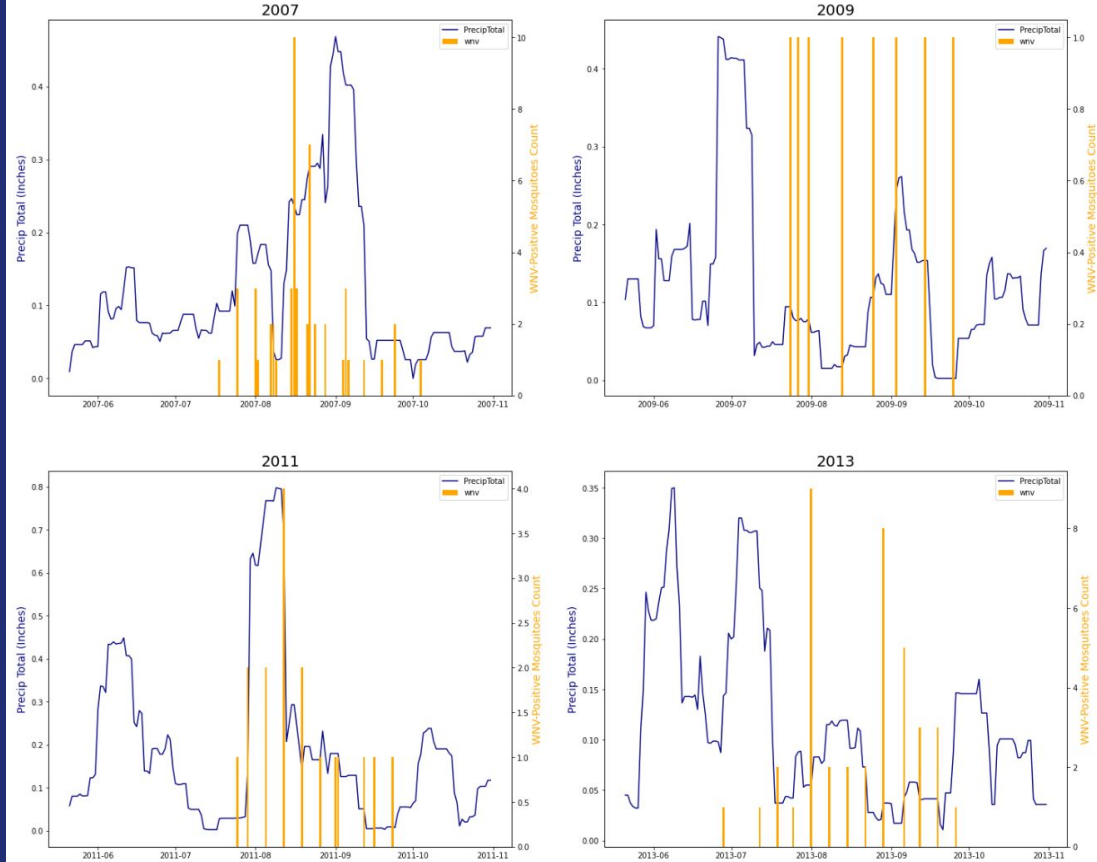 2007
PrecipTotal
wnv
Precip Total (Inches)
0.4
0.3
0.2
0.1
0.0
10
8
6
4
2
0
WNV-Positive Mosquitoes Count
2007-06 2007-07 2007-08 2007-09 2007-10 2007-11
2009
PrecipTotal
wnv
Precip Total (Inches)
0.4
0.3
0.2
0.1
0.0
1.0
0.8
0.6
0.4
0.2
0.0
WNV-Positive Mosquitoes Count
2009-06 2009-07 2009-08 2009-09 2009-10 2009-11
2011
PrecipTotal
wnv
Precip Total (Inches)
0.8
0.7
0.6
0.5
0.4
0.3
0.2
0.1
0.0
4.0
3.5
3.0
2.5
2.0
1.5
1.0
0.5
0.0
WNV-Positive Mosquitoes Count
2011-06 2011-07 2011-08 2011-09 2011-10 2011-11
2013
PrecipTotal
wnv
Precip Total (Inches)
0.35
0.30
0.25
0.20
0.15
0.10
0.05
0.00
8
6
4
2
0
WNV-Positive Mosquitoes Count
2013-06 2013-07 2013-08 2013-09 2013-10 2013-11